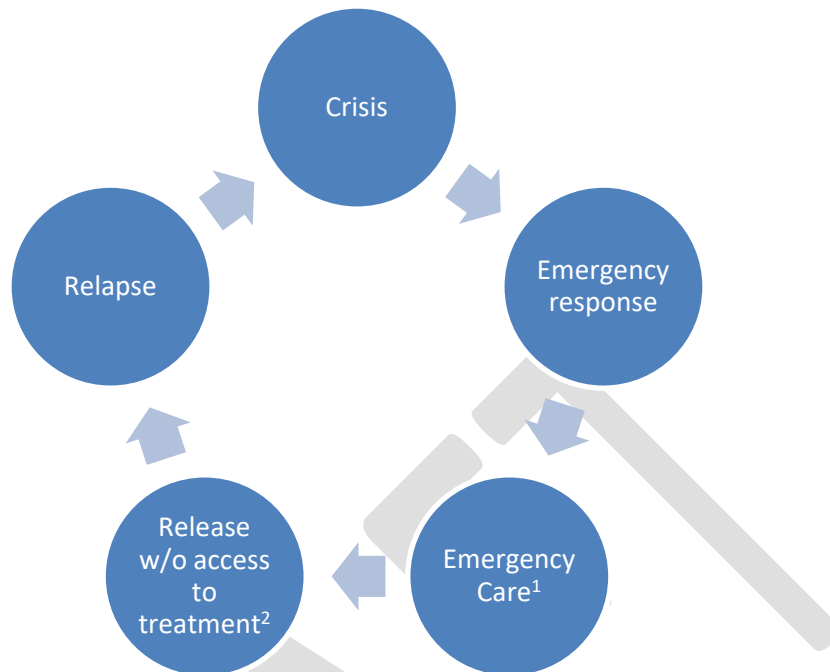 Crisis
Emergency
response
Emergency
Care¹
Release
w/o access
to
treatment²
Relapse